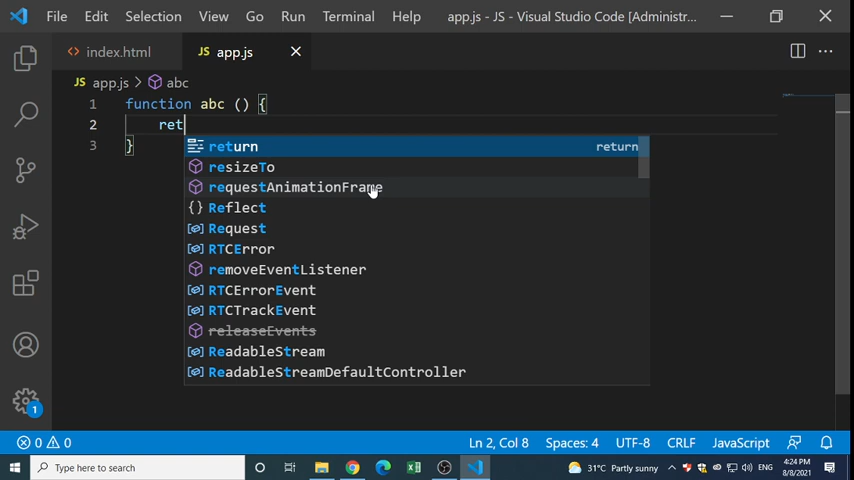 File Edit Selection View Go Run Terminal Help app.js - JS - Visual Studio Code [Administr...
<> index.html JS app.js
JS app.js > abc
1 function abc () {
2 ret
3 }
return return
resizeTo
requestAnimationFrame
{} Reflect
Request
RTCError
removeEventListener
RTCErrorEvent
RTCTrackEvent
releaseEvents
ReadableStream
ReadableStreamDefaultController
1
0 0 Ln 2, Col 8 Spaces: 4 UTF-8 CRLF JavaScript
Type here to search 31°C Partly sunny ENG 4:24 PM
8/8/2021